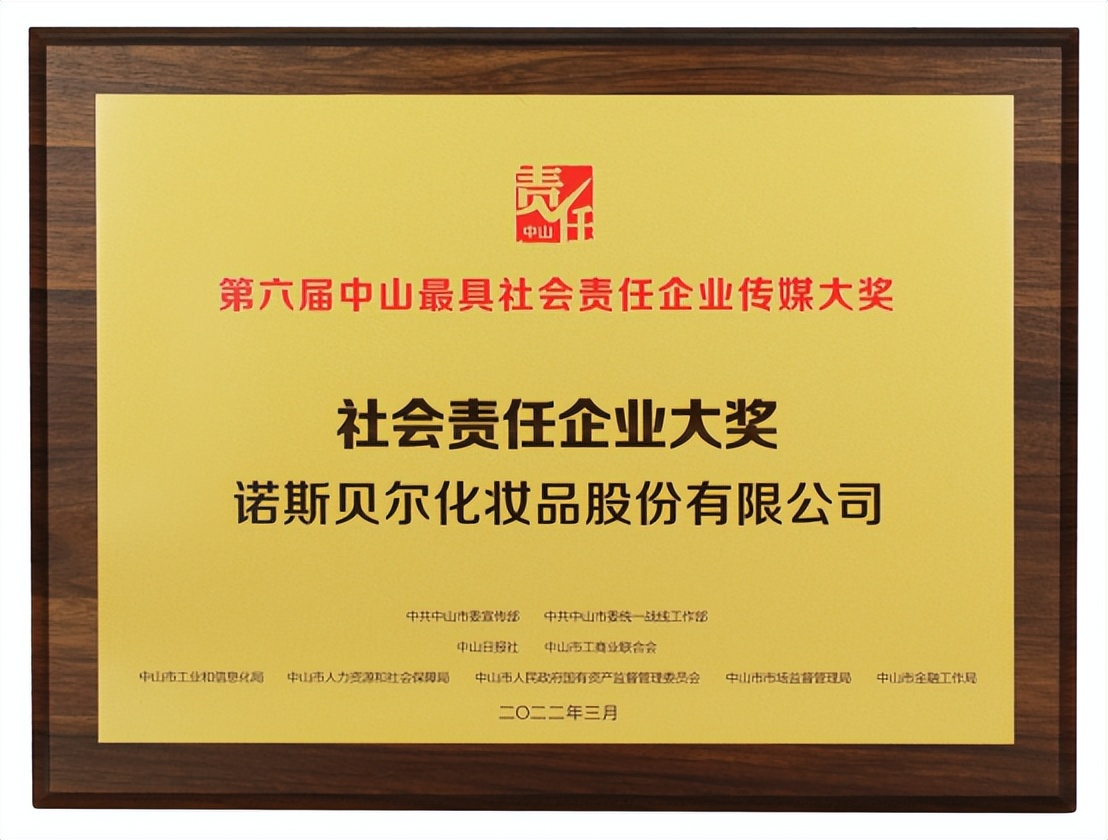 责任
中山
第六届中山最具社会责任企业传媒大奖
社会责任企业大奖
诺斯贝尔化妆品股份有限公司
中共中山市委宣传部 中共中山市委统一战线工作部
中山日报社 中山市工商业联合会
中山市工业和信息化局 中山市人力资源和社会保障局 中山市人民政府国有资产监督管理委员会 中山市市场监督管理局 中山市金融工作局
二〇二二年三月